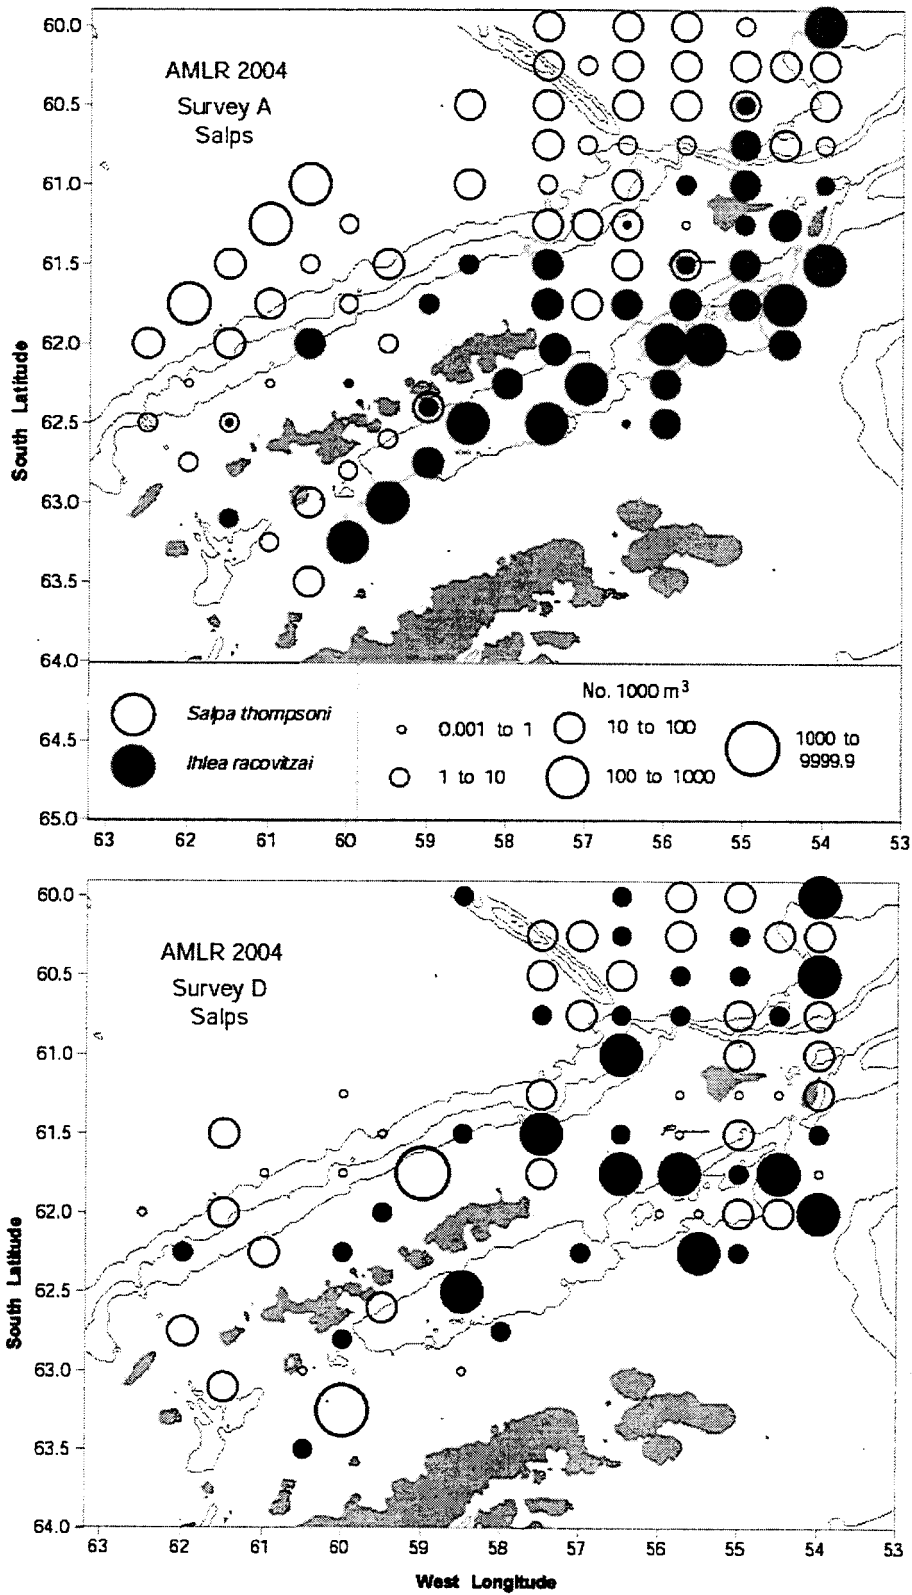 60.0
AMLR 2004
Survey A
Salps
60.5
61.0
61.5
62.0
62.5
63.0
63.5
64.0
64.5
65.0
South Latitude
Salpa thompsoni
Ihlea racovitzai
No. 1000 m³
0.001 to 1
10 to 100
1000 to
9999.9
1 to 10
100 to 1000
63 62 61 60 59 58 57 56 55 54 53
60.0
AMLR 2004
Survey D
Salps
60.5
61.0
61.5
62.0
62.5
63.0
63.5
64.0
South Latitude
63 62 61 60 59 58 57 56 55 54 53
West Longitude